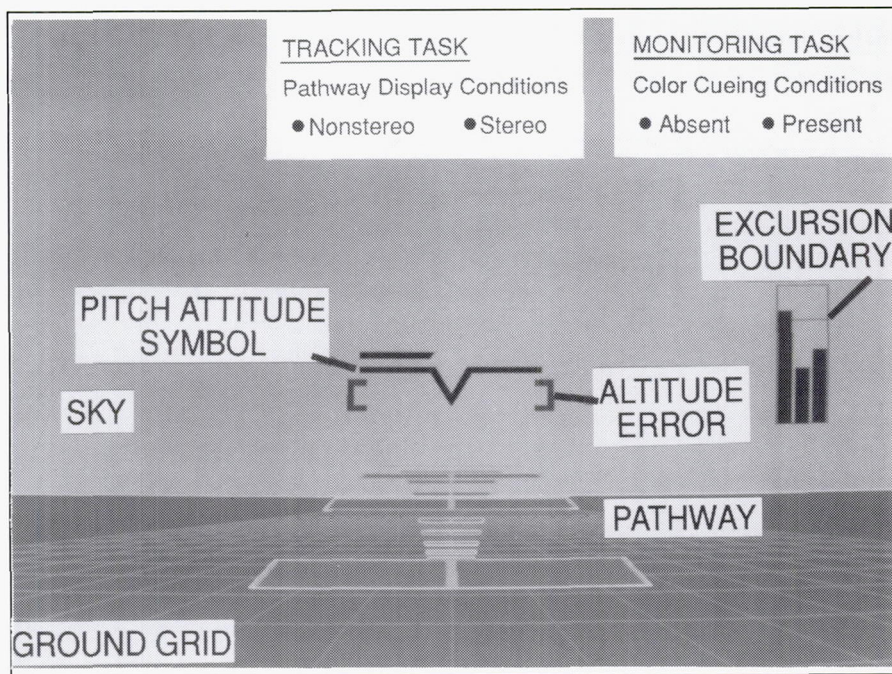 TRACKING TASK
Pathway Display Conditions
● Nonstereo ● Stereo
MONITORING TASK
Color Cueing Conditions
● Absent ● Present
EXCURSION
BOUNDARY
PITCH ATTITUDE
SYMBOL
SKY
ALTITUDE
ERROR
PATHWAY
GROUND GRID